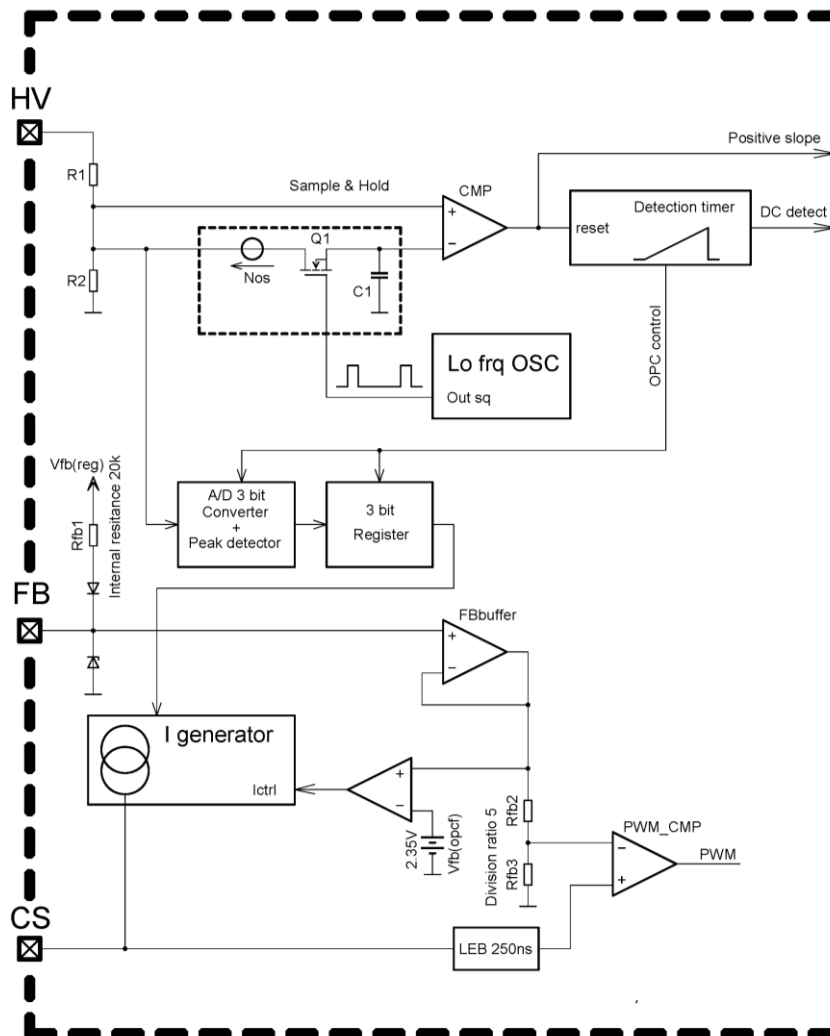 HV
R1
R2
Sample & Hold
Nos
Q1
C1
CMP
Positive slope
Detection timer
reset
DC detect
OPC control
Lo frq OSC
Out sq
Vfb(reg)
Rfb1
Internal resitance 20k
A/D 3 bit
Converter
+
Peak detector
3 bit
Register
FB
FBbuffer
I generator
Ictrl
2.35V
Vfb(opcf)
Division ratio 5
Rfb2
Rfb3
PWM_CMP
PWM
CS
LEB 250ns